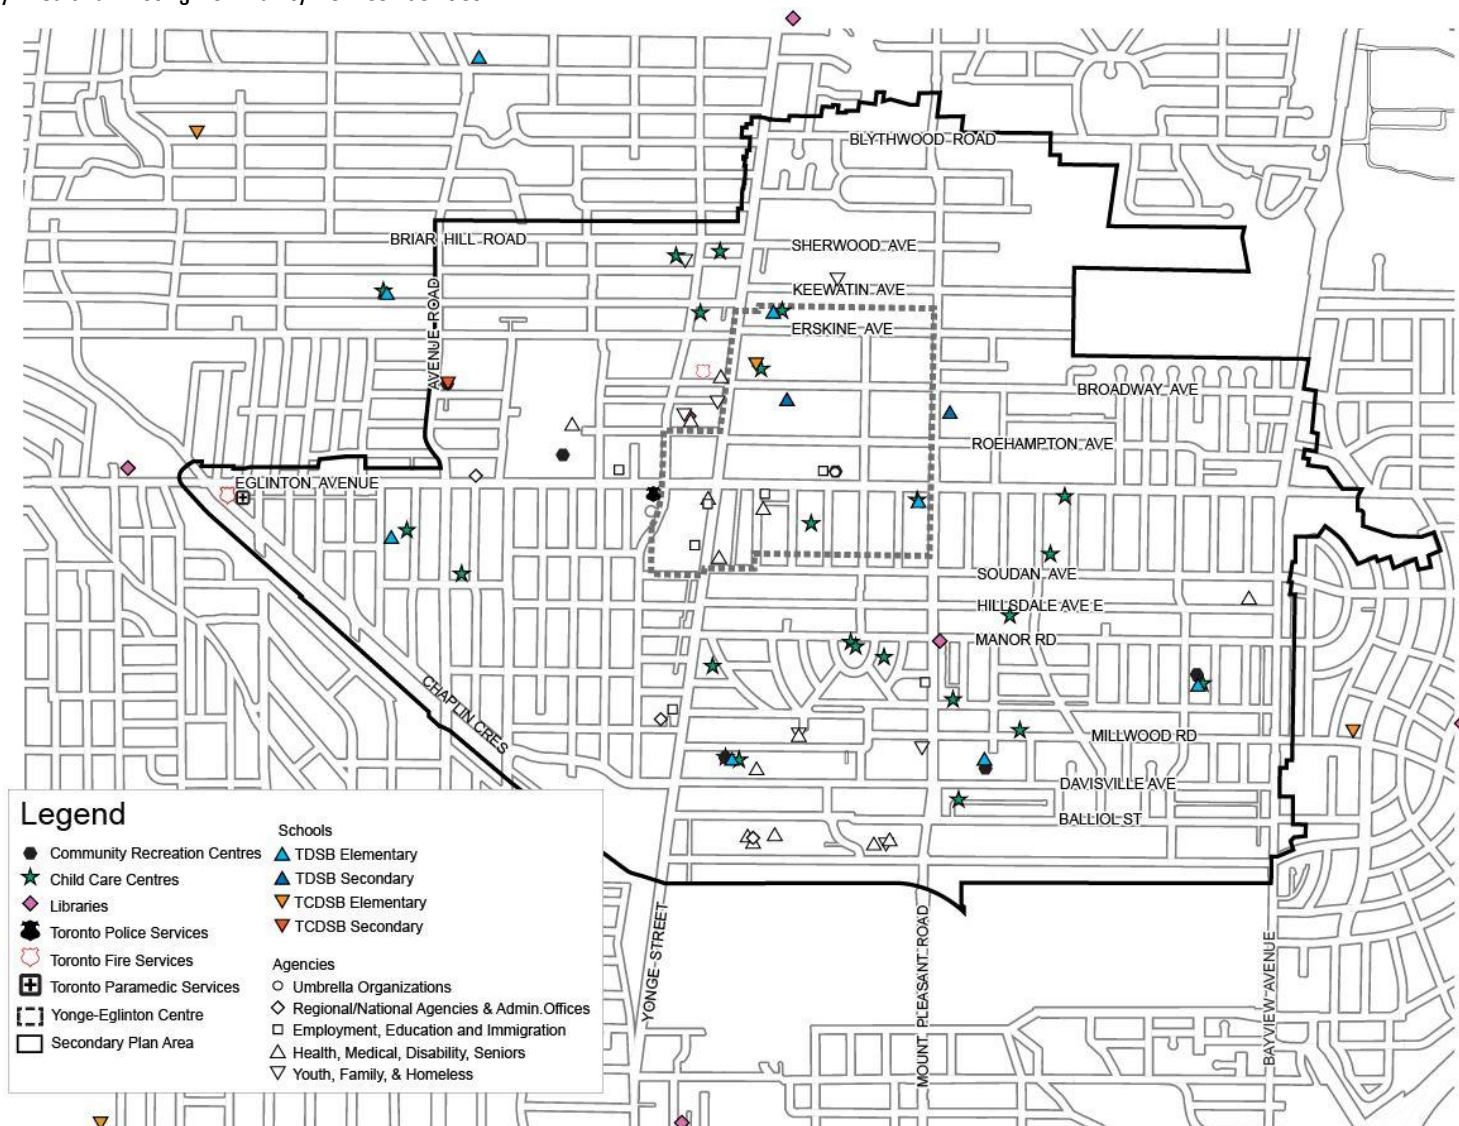 BLYTHWOOD ROAD
BRIAR HILL ROAD
SHERWOOD AVE
KEEWATIN AVE
ERSKINE AVE
AVENUE ROAD
BROADWAY AVE
ROEHAMPTON AVE
EGLINTON AVENUE
SOUDAN AVE
HILLSDALE AVE E
MANOR RD
CHAPLIN CRES
MILLWOOD RD
DAVISVILLE AVE
BALLIOL ST
YONGE STREET
MOUNT PLEASANT ROAD
BAYVIEW AVENUE
Legend
Community Recreation Centres
Child Care Centres
Libraries
Toronto Police Services
Toronto Fire Services
Toronto Paramedic Services
Yonge-Eglinton Centre
Secondary Plan Area
Schools
TDSB Elementary
TDSB Secondary
TCDSB Elementary
TCDSB Secondary
Agencies
Umbrella Organizations
Regional/National Agencies & Admin.Offices
Employment, Education and Immigration
Health, Medical, Disability, Seniors
Youth, Family, & Homeless